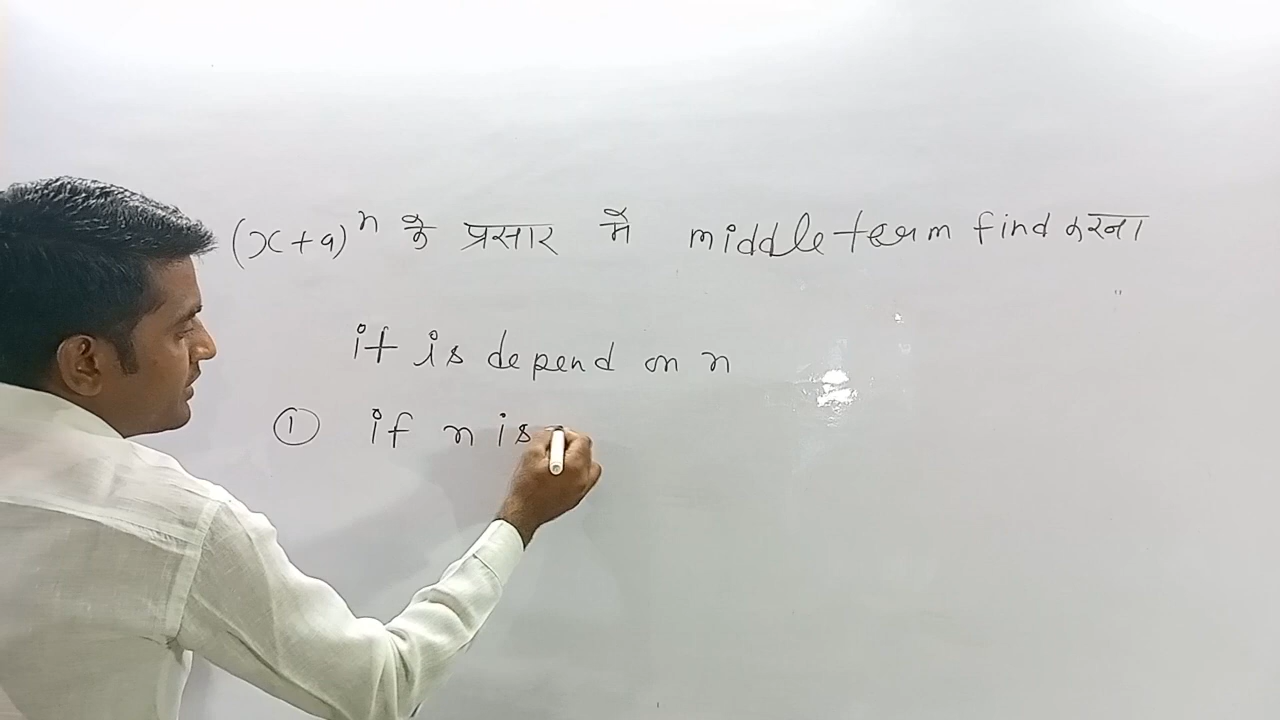 (x+a)^n के प्रसार में middle term find करना
it is depend on n
① if n is